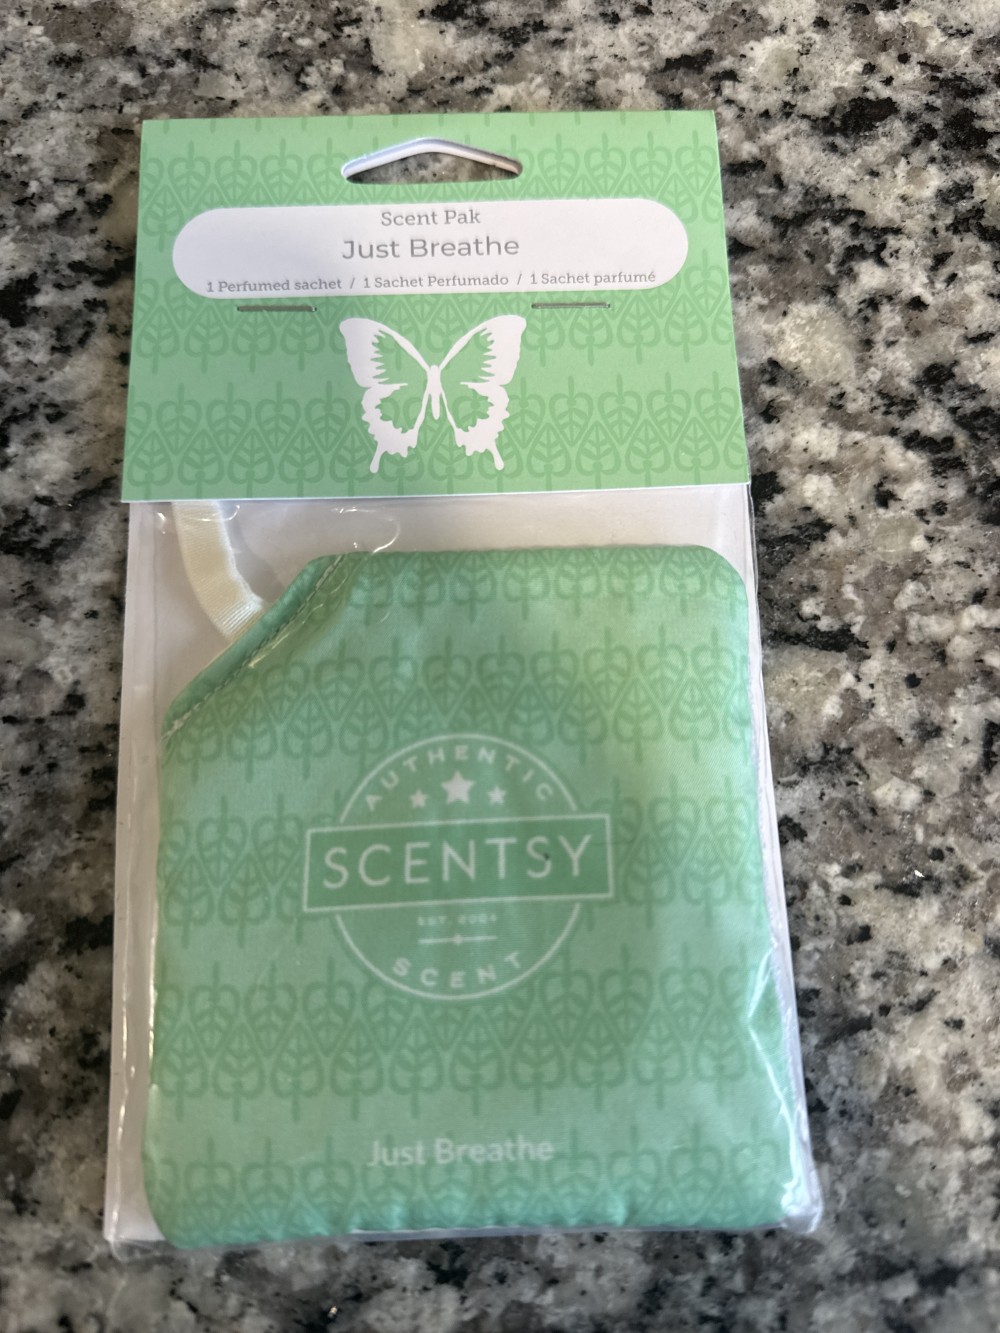 Scent Pak
Just Breathe
1 Perfumed sachet / 1 Sachet Perfumado / 1 Sachet parfumé
AUTHENTIC
SCENTSY
EST. 2004
SCENT
Just Breathe